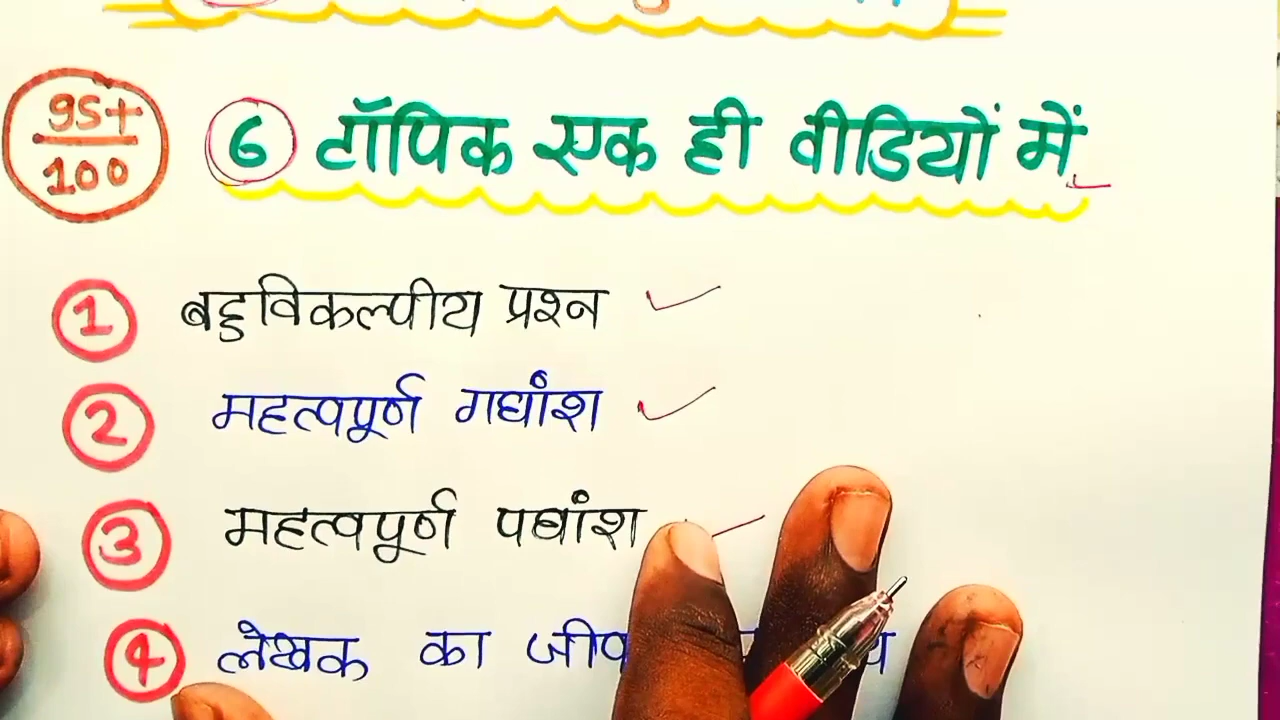 95+
100
6 टॉपिक एक ही वीडियों में
1 बहुविकल्पीय प्रश्न
2 महत्वपूर्ण गद्यांश
3 महत्वपूर्ण पद्यांश
4 लेखक का